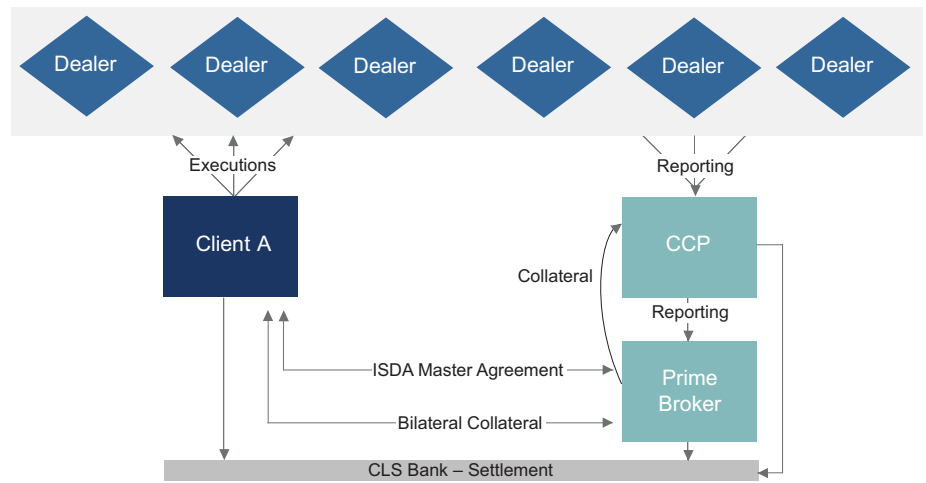 Dealer
Dealer
Dealer
Dealer
Dealer
Dealer
Executions
Reporting
Client A
CCP
Collateral
Reporting
ISDA Master Agreement
Prime
Broker
Bilateral Collateral
CLS Bank – Settlement